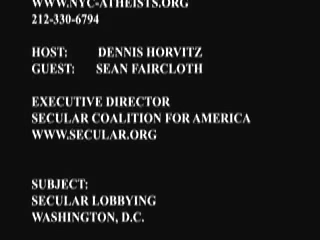 WWW.NYC-ATHEISTS.ORG
212-330-6794
HOST: DENNIS HORVITZ
GUEST: SEAN FAIRCLOTH
EXECUTIVE DIRECTOR
SECULAR COALITION FOR AMERICA
WWW.SECULAR.ORG
SUBJECT:
SECULAR LOBBYING
WASHINGTON, D.C.